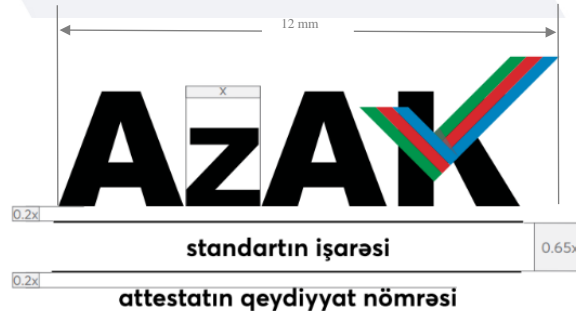 12 mm
x
AzAK
0.2x
standartın işarəsi
0.65x
0.2x
attestatın qeydiyyat nömrəsi